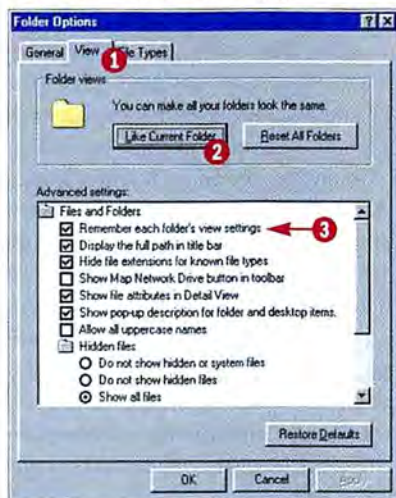 Folder Options
General View File Types
1
Folder views
You can make all your folders look the same.
Like Current Folder Reset All Folders
2
Advanced settings:
Files and Folders
Remember each folder's view settings 3
Display the full path in title bar
Hide file extensions for known file types
Show Map Network Drive button in toolbar
Show file attributes in Detail View
Show pop-up description for folder and desktop items.
Allow all uppercase names
Hidden files
Do not show hidden or system files
Do not show hidden files
Show all files
Restore Defaults
OK Cancel Apply